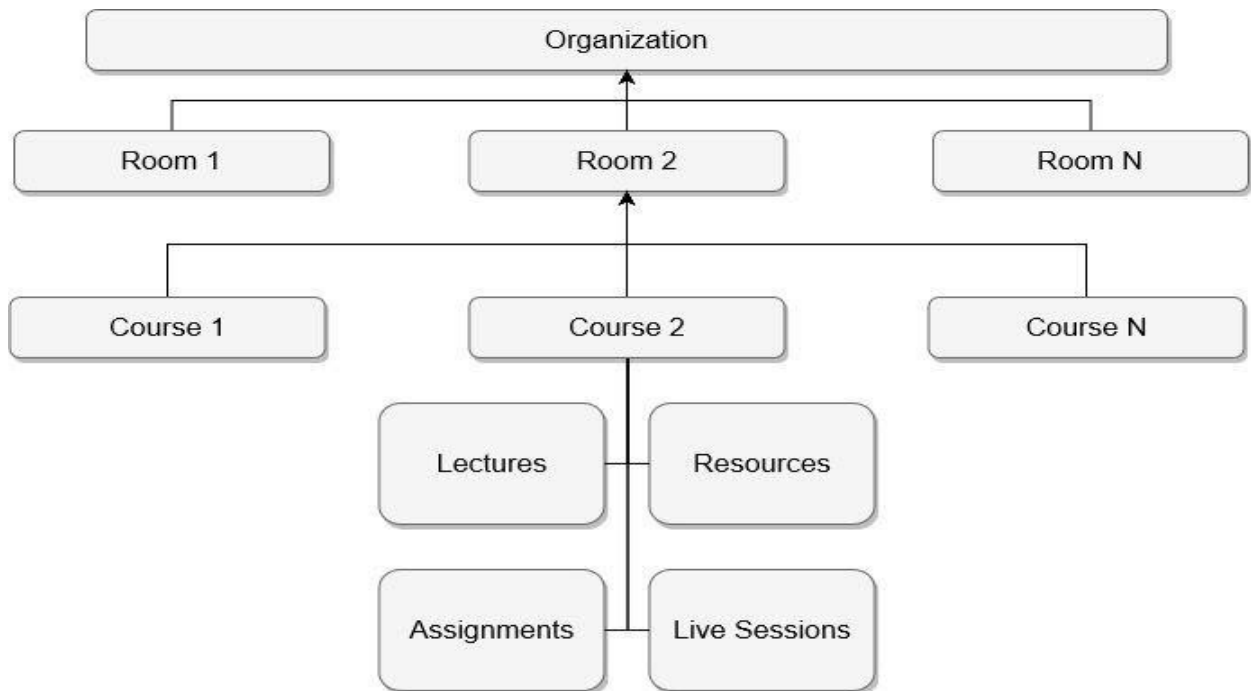 Organization
Room 1
Room 2
Room N
Course 1
Course 2
Course N
Lectures
Resources
Assignments
Live Sessions